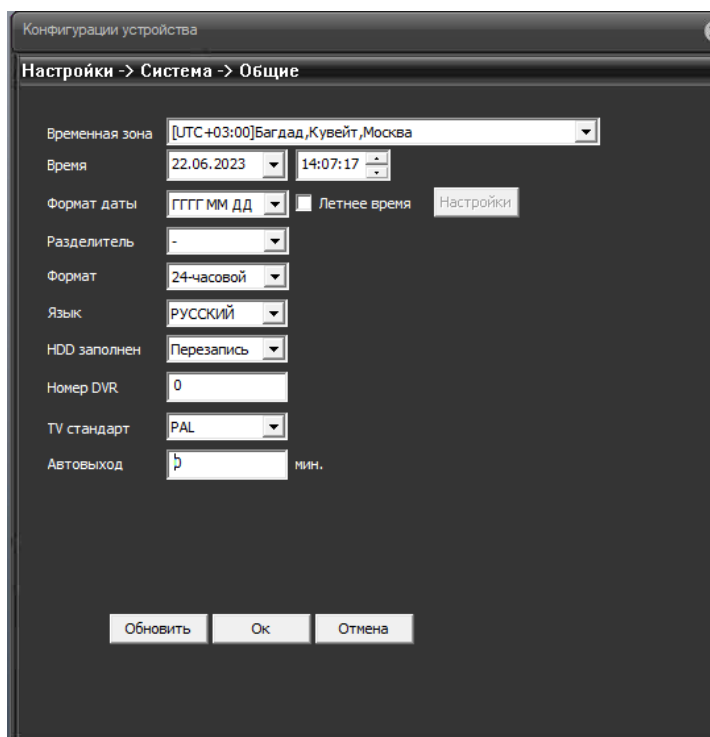 Конфигурации устройства
Настройки -> Система -> Общие
Временная зона [UTC+03:00]Багдад,Кувейт,Москва
Время 22.06.2023 14:07:17
Формат даты ГГГГ ММ ДД Летнее время Настройки
Разделитель -
Формат 24-часовой
Язык РУССКИЙ
HDD заполнен Перезапись
Номер DVR 0
TV стандарт PAL
Автовыход 0 мин.
Обновить Ок Отмена